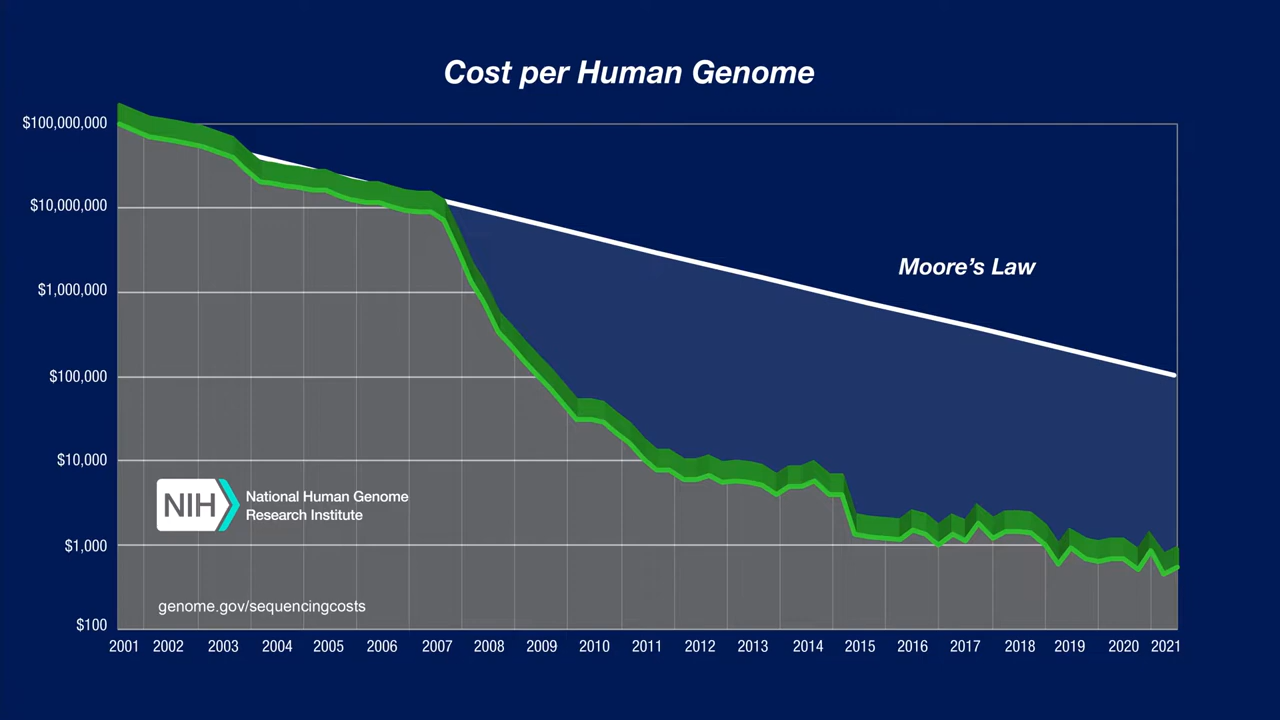 Cost per Human Genome
$100,000,000
$10,000,000
$1,000,000
$100,000
$10,000
$1,000
$100
Moore's Law
NIH
National Human Genome
Research Institute
genome.gov/sequencingcosts
2001 2002 2003 2004 2005 2006 2007 2008 2009 2010 2011 2012 2013 2014 2015 2016 2017 2018 2019 2020 2021